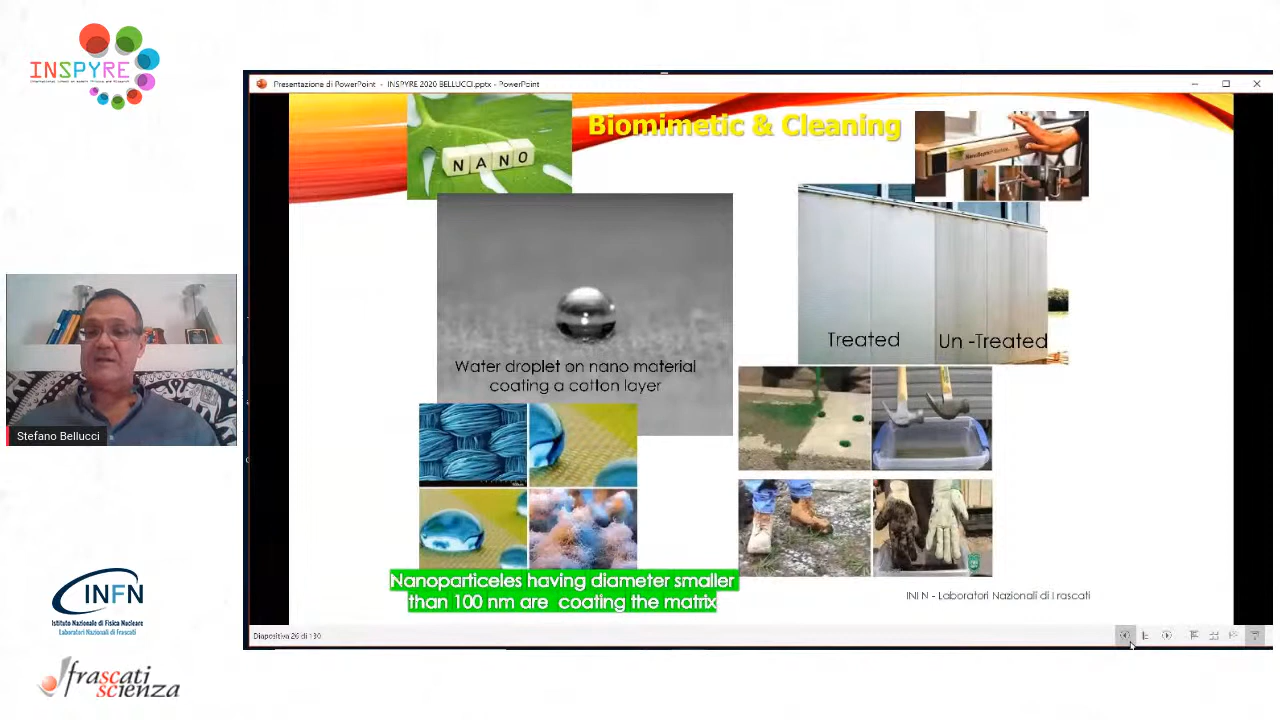 INSPYRE
Presentazione di PowerPoint - INSPYRE 2020 BELLUCCI.pptx - PowerPoint
Biomimetic & Cleaning
NANO
Treated
Un -Treated
Water droplet on nano material
coating a cotton layer
Stefano Bellucci
Nanoparticeles having diameter smaller
than 100 nm are coating the matrix
INFN
Istituto Nazionale di Fisica Nucleare
Laboratori Nazionali di Frascati
INFN - Laboratori Nazionali di Frascati
Diapositiva 26 di 130
frascati
scienza